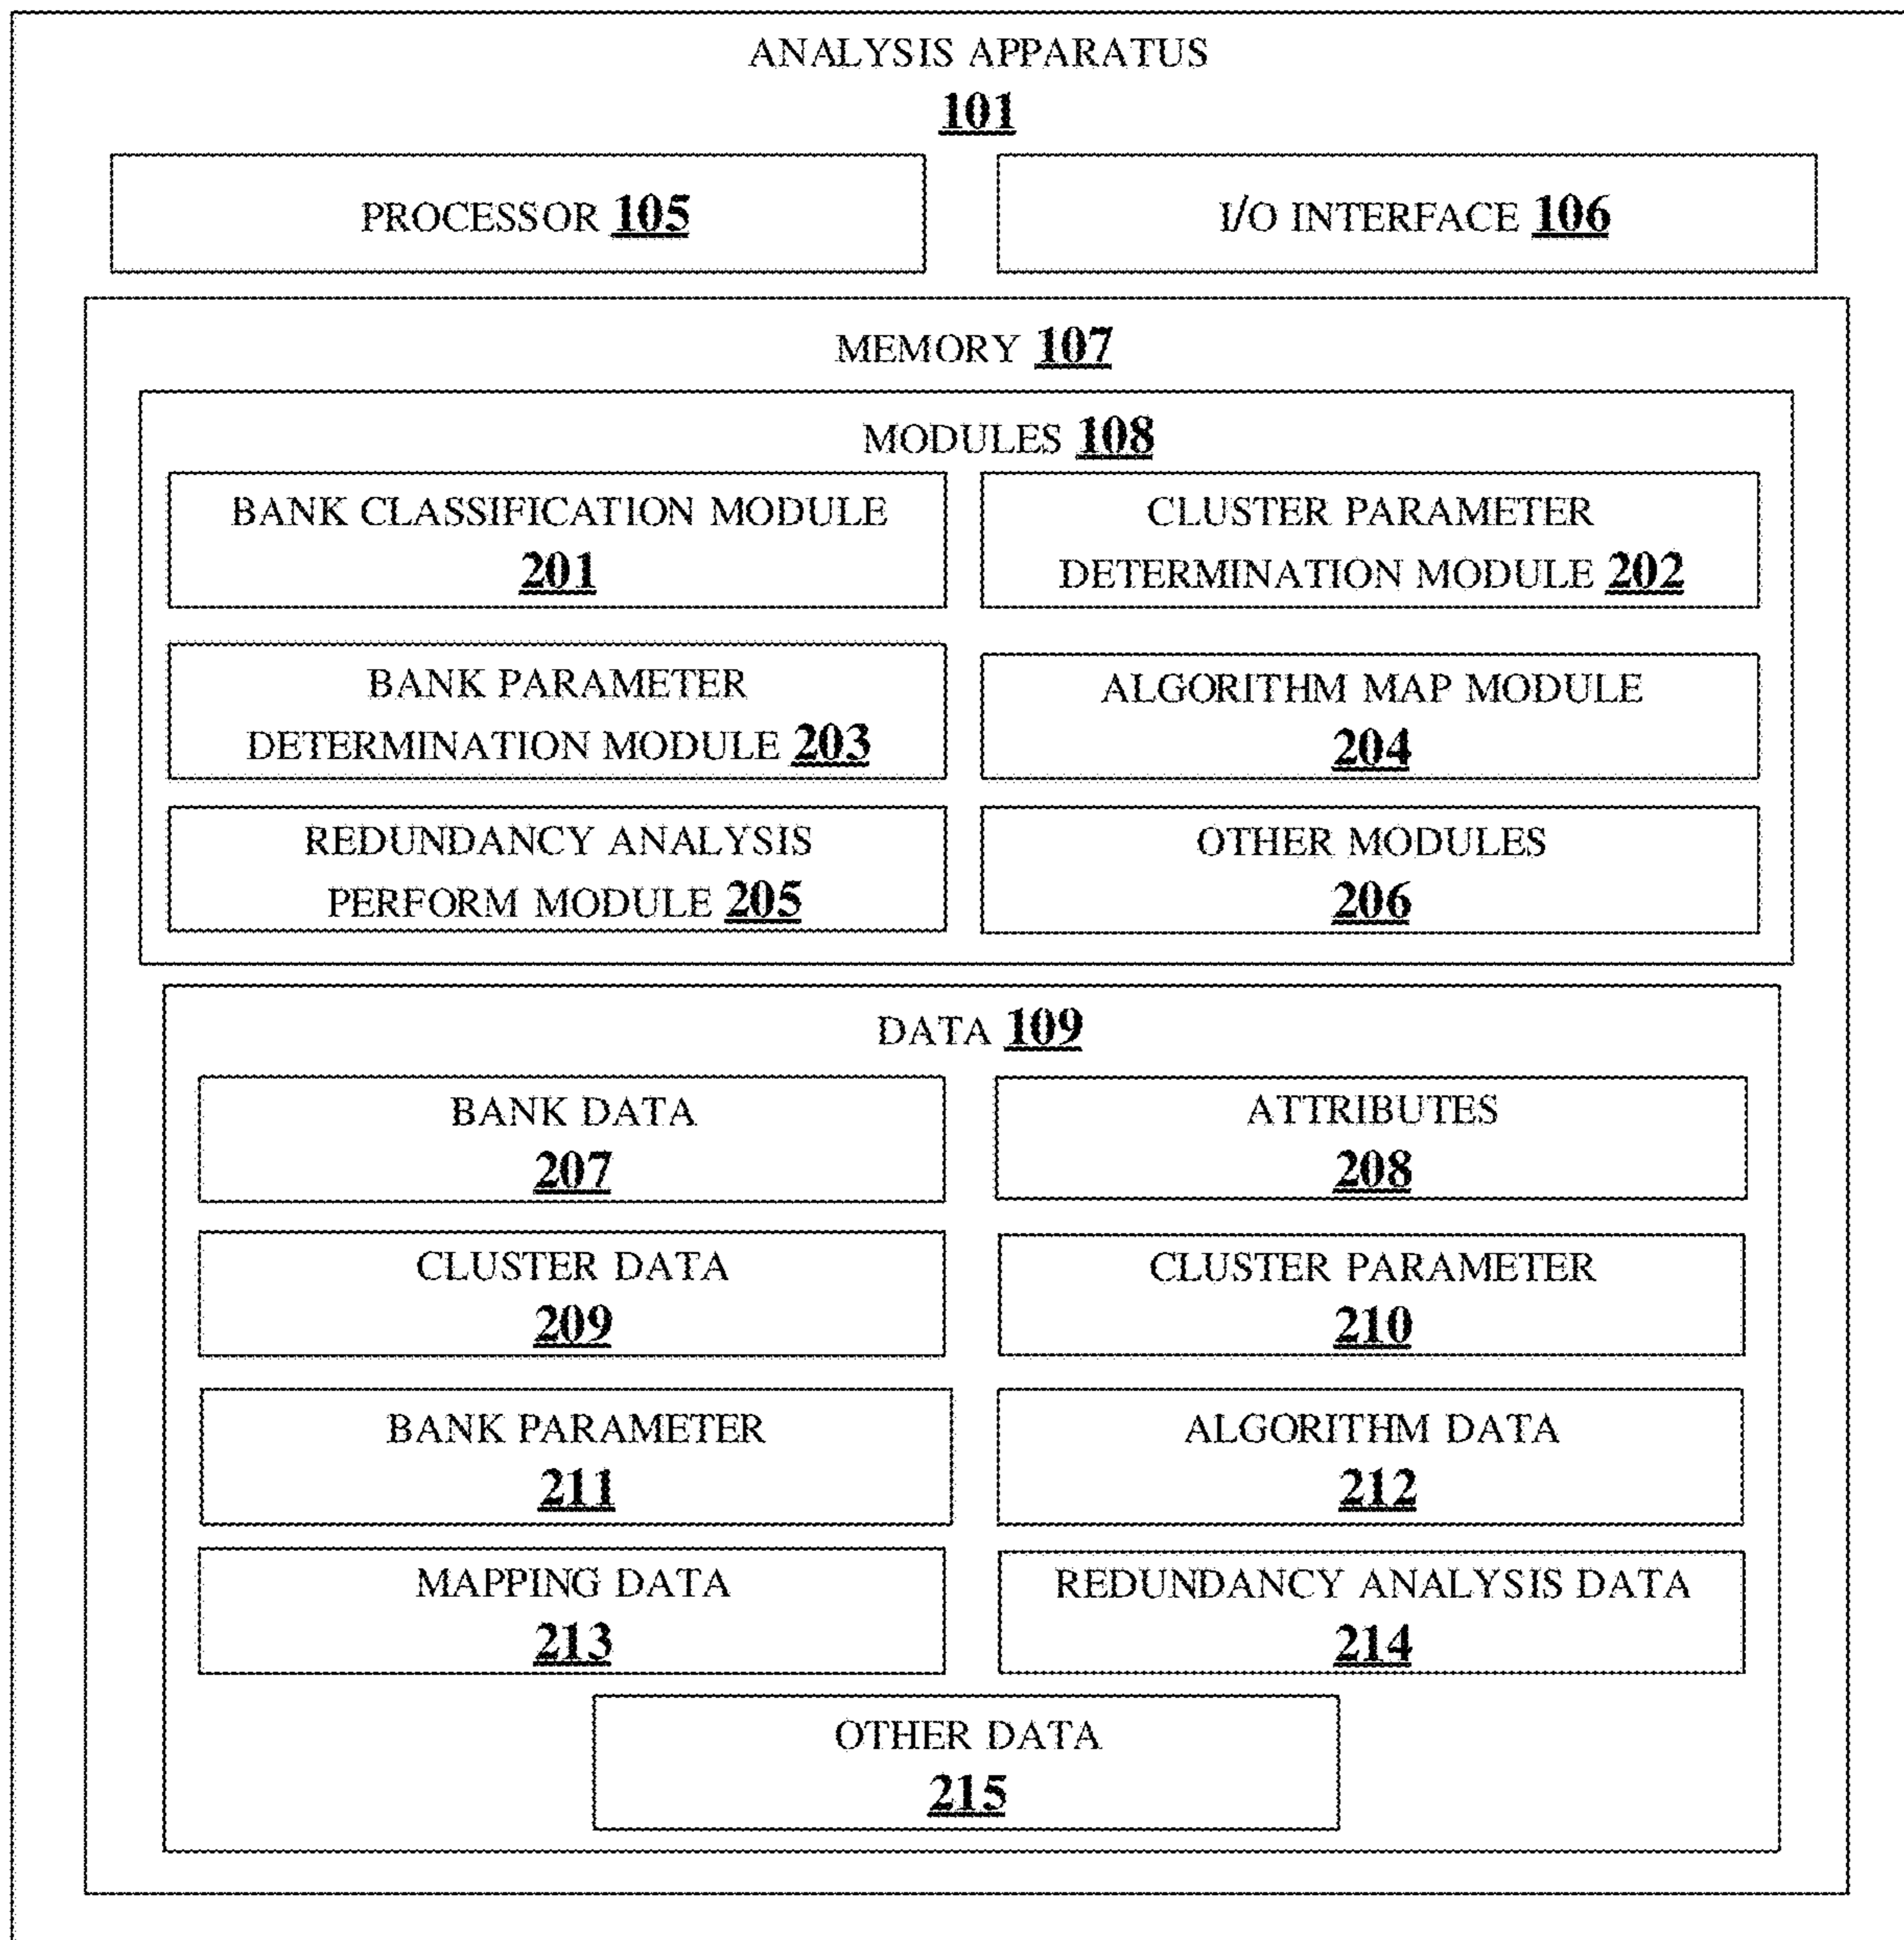 ANALYSIS APPARATUS
101
PROCESSOR 105
I/O INTERFACE 106
MEMORY 107
MODULES 108
BANK CLASSIFICATION MODULE
201
CLUSTER PARAMETER
DETERMINATION MODULE 202
BANK PARAMETER
DETERMINATION MODULE 203
ALGORITHM MAP MODULE
204
REDUNDANCY ANALYSIS
PERFORM MODULE 205
OTHER MODULES
206
DATA 109
BANK DATA
207
ATTRIBUTES
208
CLUSTER DATA
209
CLUSTER PARAMETER
210
BANK PARAMETER
211
ALGORITHM DATA
212
MAPPING DATA
213
REDUNDANCY ANALYSIS DATA
214
OTHER DATA
215